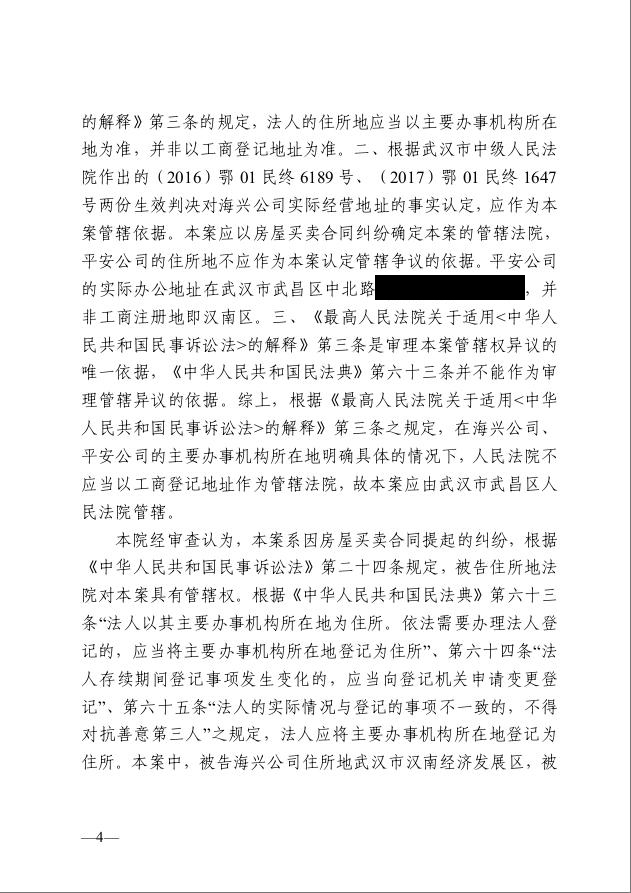 的解释》第三条的规定，法人的住所地应当以主要办事机构所在
地为准，并非以工商登记地址为准。二、根据武汉市中级人民法
院作出的（2016）鄂 01 民终 6189 号、（2017）鄂 01 民终 1647
号两份生效判决对海兴公司实际经营地址的事实认定，应作为本
案管辖依据。本案应以房屋买卖合同纠纷确定本案的管辖法院，
平安公司的住所地不应作为本案认定管辖争议的依据。平安公司
的实际办公地址在武汉市武昌区中北路，并
非工商注册地即汉南区。三、《最高人民法院关于适用<中华人
民共和国民事诉讼法>的解释》第三条是审理本案管辖权异议的
唯一依据，《中华人民共和国民法典》第六十三条并不能作为审
理管辖异议的依据。综上，根据《最高人民法院关于适用<中华
人民共和国民事诉讼法>的解释》第三条之规定，在海兴公司、
平安公司的主要办事机构所在地明确具体的情况下，人民法院不
应当以工商登记地址作为管辖法院，故本案应由武汉市武昌区人
民法院管辖。
本院经审查认为，本案系因房屋买卖合同提起的纠纷，根据
《中华人民共和国民事诉讼法》第二十四条规定，被告住所地法
院对本案具有管辖权。根据《中华人民共和国民法典》第六十三
条“法人以其主要办事机构所在地为住所。依法需要办理法人登
记的，应当将主要办事机构所在地登记为住所”、第六十四条“法
人存续期间登记事项发生变化的，应当向登记机关申请变更登
记”、第六十五条“法人的实际情况与登记的事项不一致的，不得
对抗善意第三人”之规定，法人应将主要办事机构所在地登记为
住所。本案中，被告海兴公司住所地武汉市汉南经济发展区，被
—4—